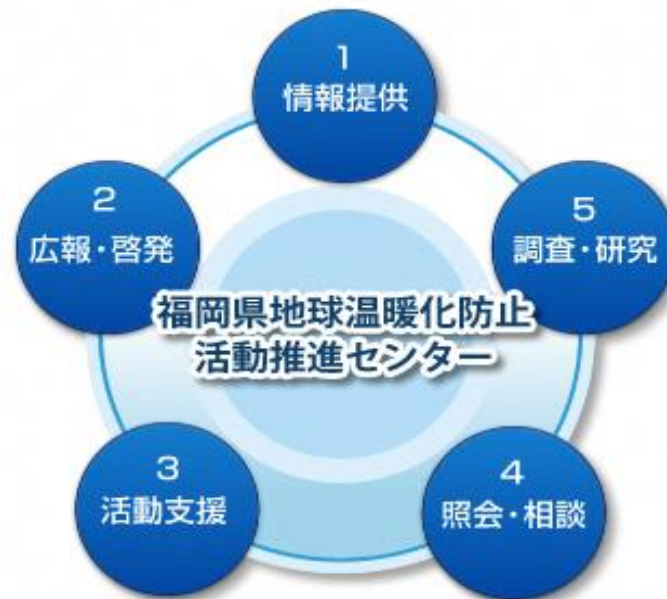 1
情報提供
2
広報・啓発
5
調査・研究
福岡県地球温暖化防止
活動推進センター
3
活動支援
4
照会・相談